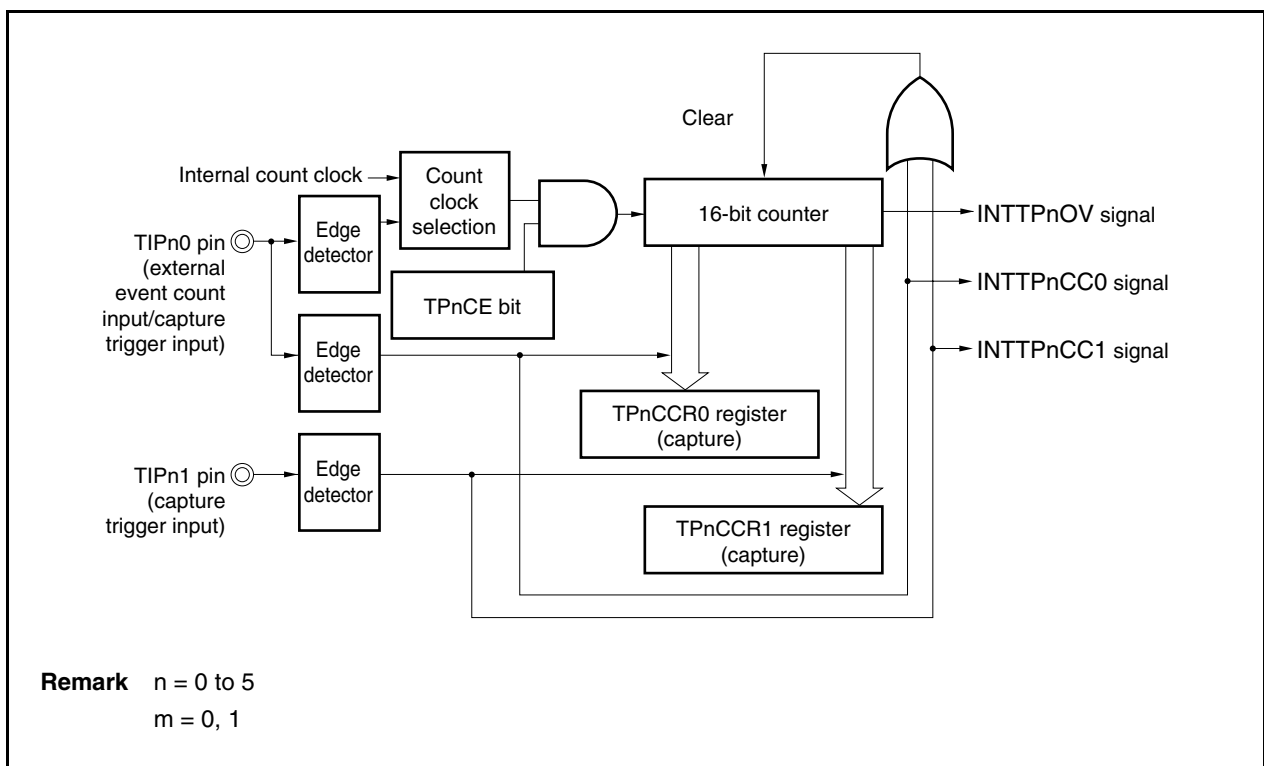 Clear
Internal count clock
Count
clock
selection
16-bit counter
INTTPnOV signal
Edge
detector
TIPn0 pin
(external
event count
input/capture
trigger input)
TPnCE bit
INTTPnCC0 signal
Edge
detector
INTTPnCC1 signal
TPnCCR0 register
(capture)
TIPn1 pin
(capture
trigger input)
Edge
detector
TPnCCR1 register
(capture)
Remark n = 0 to 5
m = 0, 1